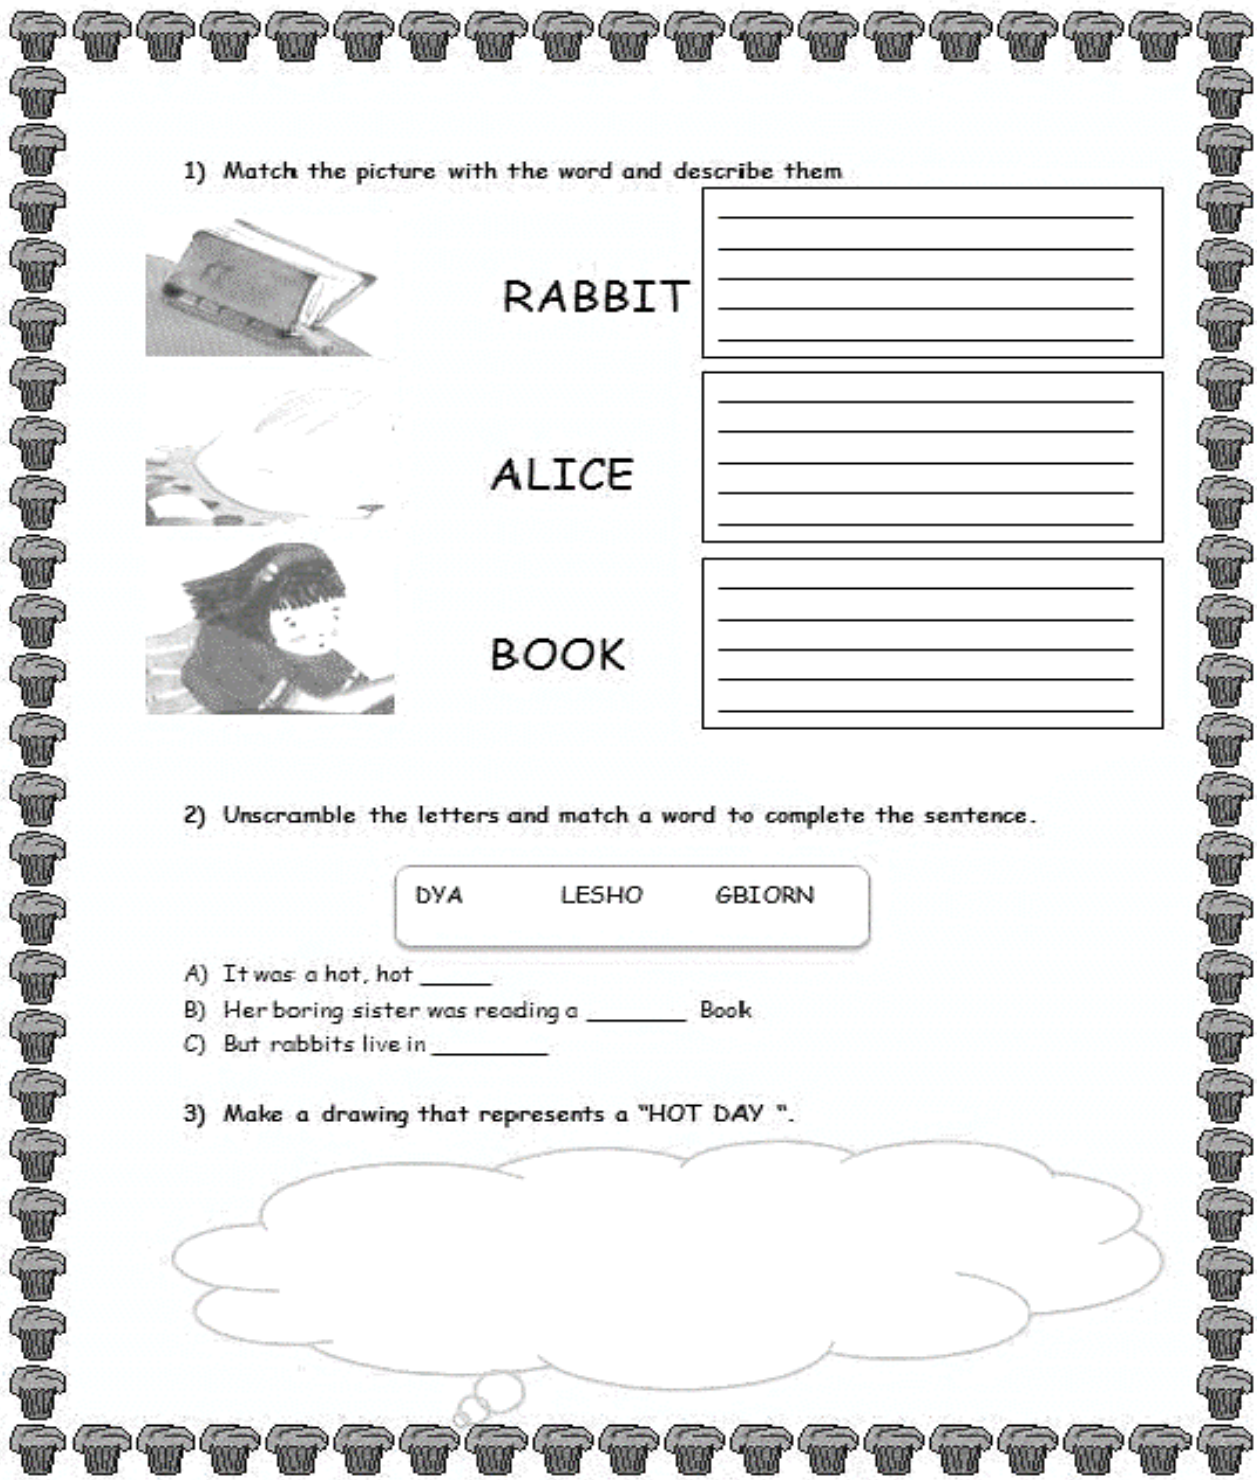 1) Match the picture with the word and describe them
RABBIT
ALICE
BOOK
2) Unscramble the letters and match a word to complete the sentence.
DYA LESHO GBIORN
A) It was a hot, hot _____
B) Her boring sister was reading a _______ Book
C) But rabbits live in ________
3) Make a drawing that represents a "HOT DAY ".